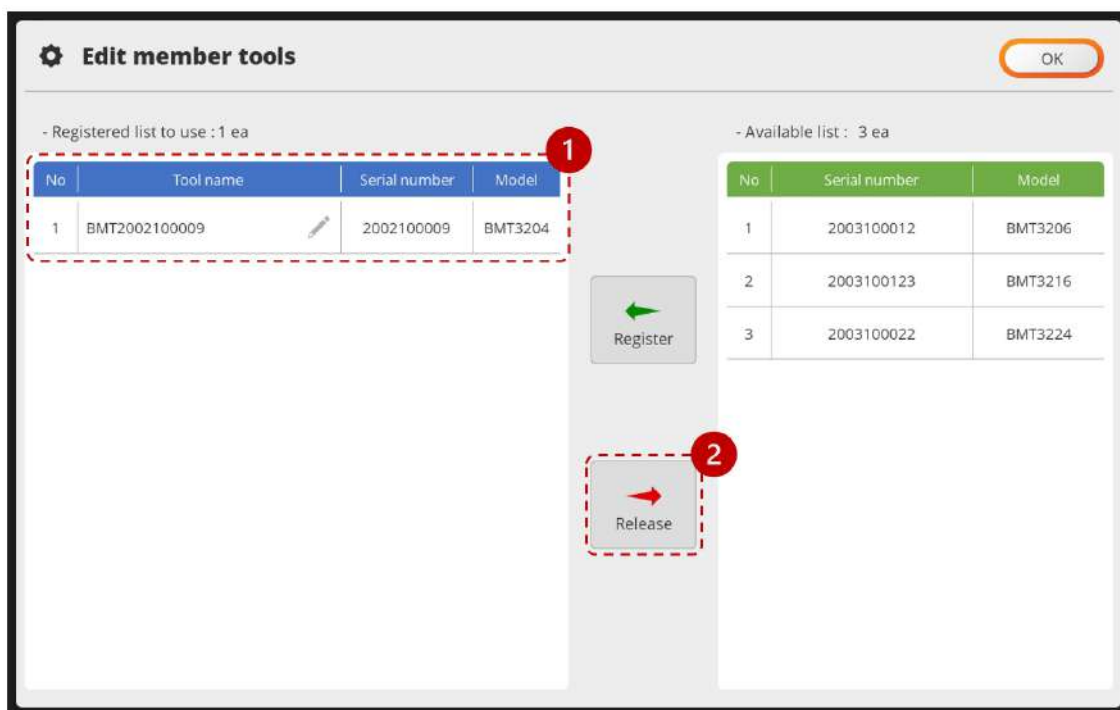 Edit member tools
OK
- Registered list to use : 1 ea
1
No Tool name Serial number Model
1 BMT2002100009 2002100009 BMT3204
Register
2
Release
- Available list : 3 ea
No Serial number Model
1 2003100012 BMT3206
2 2003100123 BMT3216
3 2003100022 BMT3224